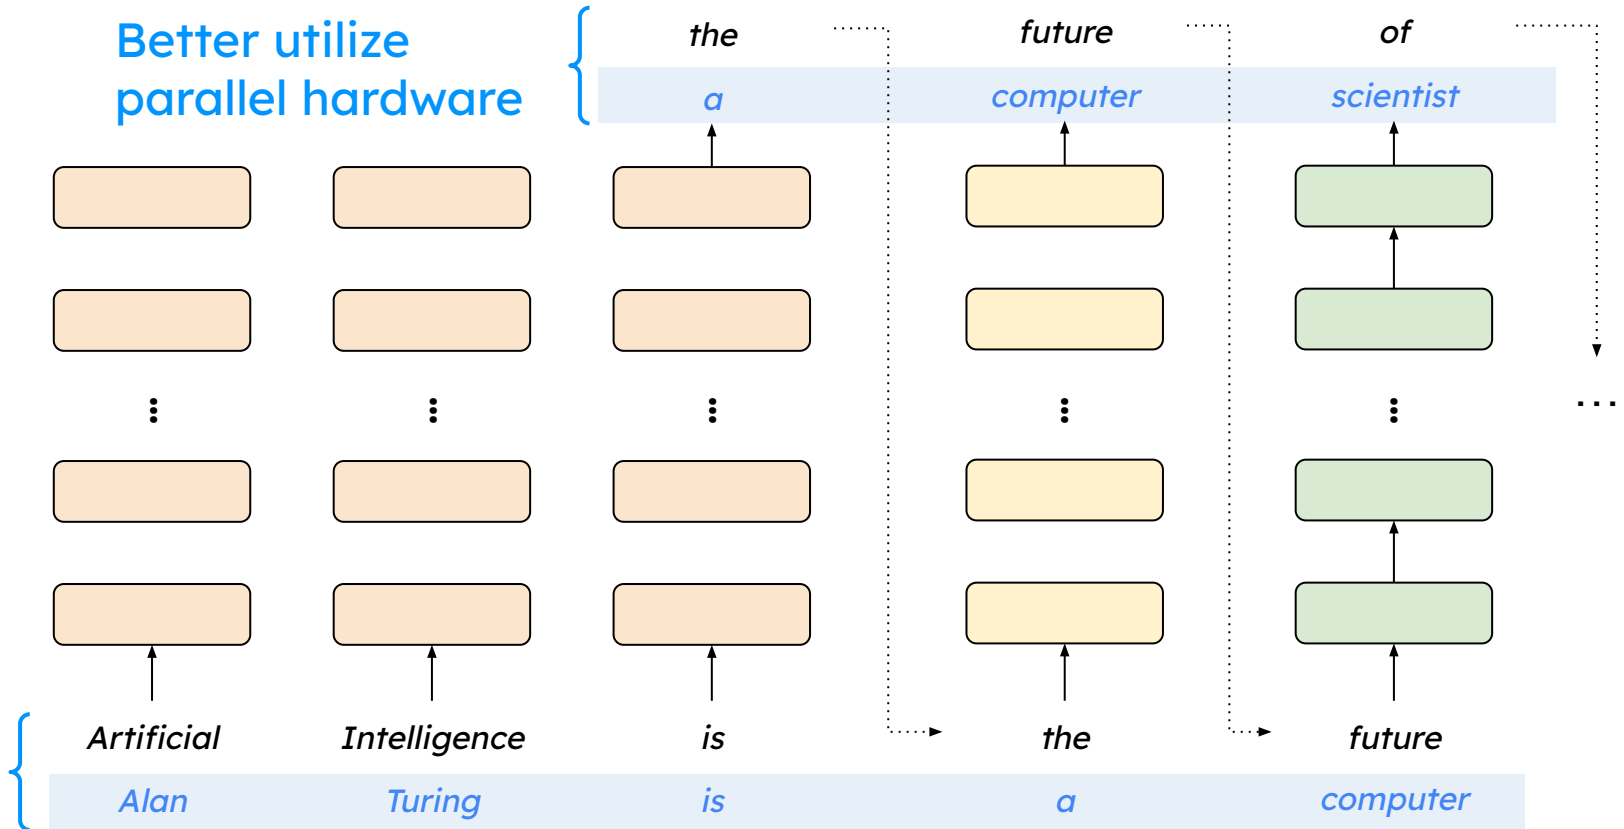 Better utilize
parallel hardware
the future of
a computer scientist
...
Artificial Intelligence is the future
Alan Turing is a computer